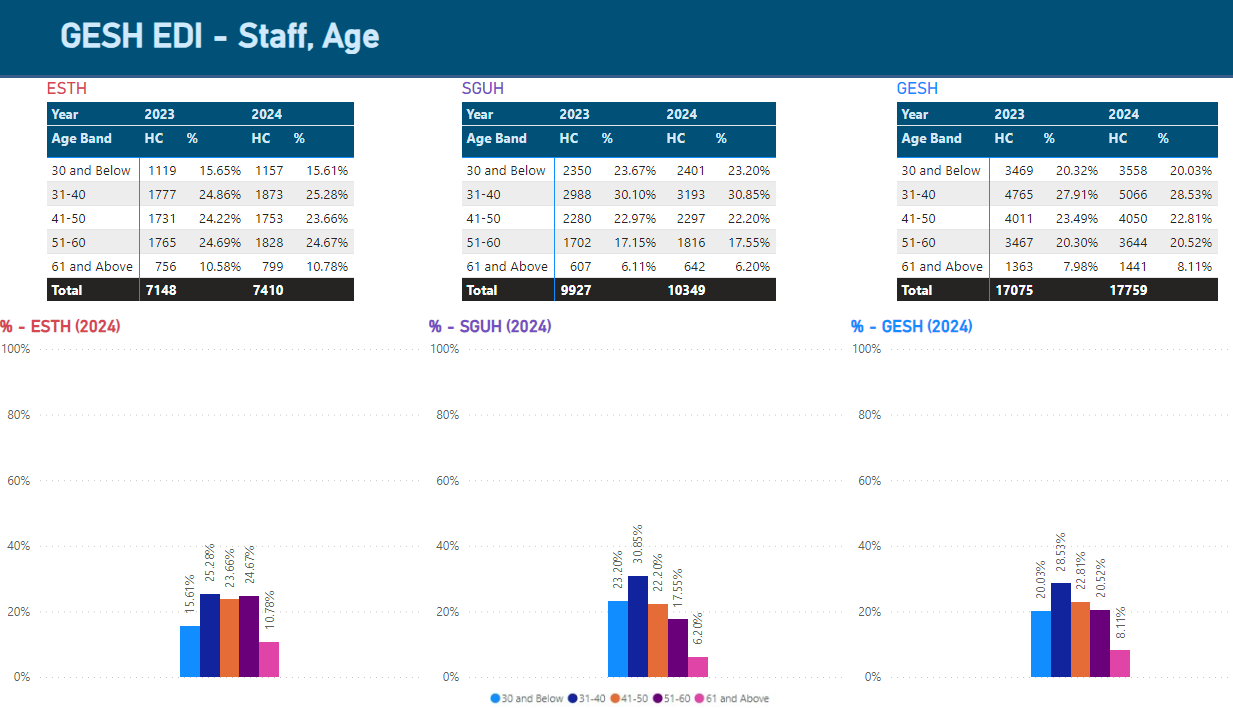 GESH EDI - Staff, Age
ESTH
Year 2023 2024
Age Band HC % HC %
30 and Below 1119 15.65% 1157 15.61%
31-40 1777 24.86% 1873 25.28%
41-50 1731 24.22% 1753 23.66%
51-60 1765 24.69% 1828 24.67%
61 and Above 756 10.58% 799 10.78%
Total 7148 7410
SGUH
Year 2023 2024
Age Band HC % HC %
30 and Below 2350 23.67% 2401 23.20%
31-40 2988 30.10% 3193 30.85%
41-50 2280 22.97% 2297 22.20%
51-60 1702 17.15% 1816 17.55%
61 and Above 607 6.11% 642 6.20%
Total 9927 10349
GESH
Year 2023 2024
Age Band HC % HC %
30 and Below 3469 20.32% 3558 20.03%
31-40 4765 27.91% 5066 28.53%
41-50 4011 23.49% 4050 22.81%
51-60 3467 20.30% 3644 20.52%
61 and Above 1363 7.98% 1441 8.11%
Total 17075 17759
% - ESTH (2024)
100%
80%
60%
40%
20%
0%
15.61%
25.28%
23.66%
24.67%
10.78%
% - SGUH (2024)
100%
80%
60%
40%
20%
0%
23.20%
30.85%
22.20%
17.55%
6.20%
% - GESH (2024)
100%
80%
60%
40%
20%
0%
20.03%
28.53%
22.81%
20.52%
8.11%
30 and Below 31-40 41-50 51-60 61 and Above